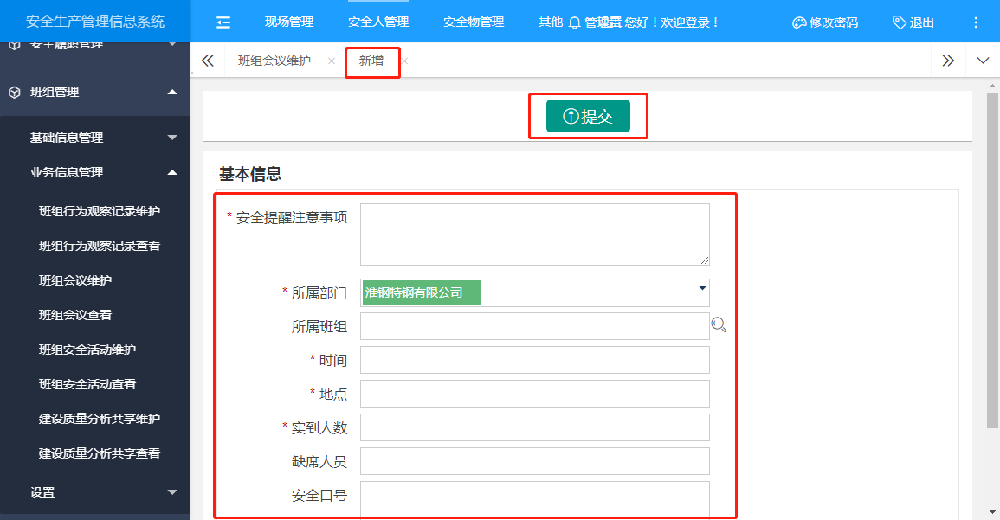 安全生产管理信息系统
现场管理
安全人管理
安全物管理
其他
管理员 您好！欢迎登录！
修改密码
退出
安全履职管理
班组管理
基础信息管理
业务信息管理
班组行为观察记录维护
班组行为观察记录查看
班组会议维护
班组会议查看
班组安全活动维护
班组安全活动查看
建设质量分析共享维护
建设质量分析共享查看
设置
班组会议维护 ×
新增 ×
提交
基本信息
* 安全提醒注意事项
* 所属部门
淮钢特钢有限公司
所属班组
* 时间
* 地点
* 实到人数
缺席人员
安全口号